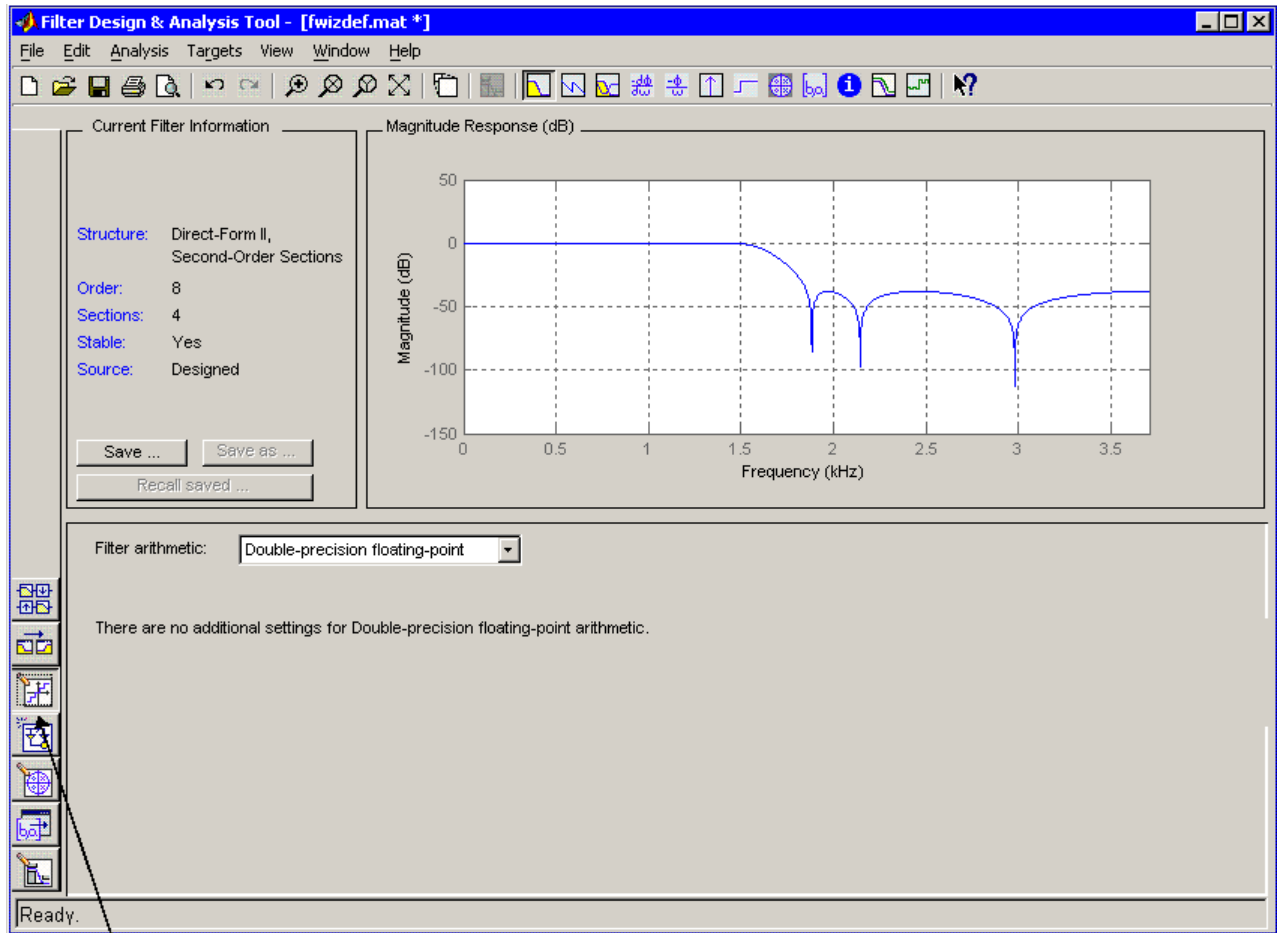 Filter Design & Analysis Tool - [fwizdef.mat *]
File Edit Analysis Targets View Window Help
Current Filter Information
Structure: Direct-Form II,
Second-Order Sections
Order: 8
Sections: 4
Stable: Yes
Source: Designed
Save ... Save as ...
Recall saved ...
Magnitude Response (dB)
Magnitude (dB)
50
0
-50
-100
-150
0 0.5 1 1.5 2 2.5 3 3.5
Frequency (kHz)
Filter arithmetic: Double-precision floating-point
There are no additional settings for Double-precision floating-point arithmetic.
Ready.